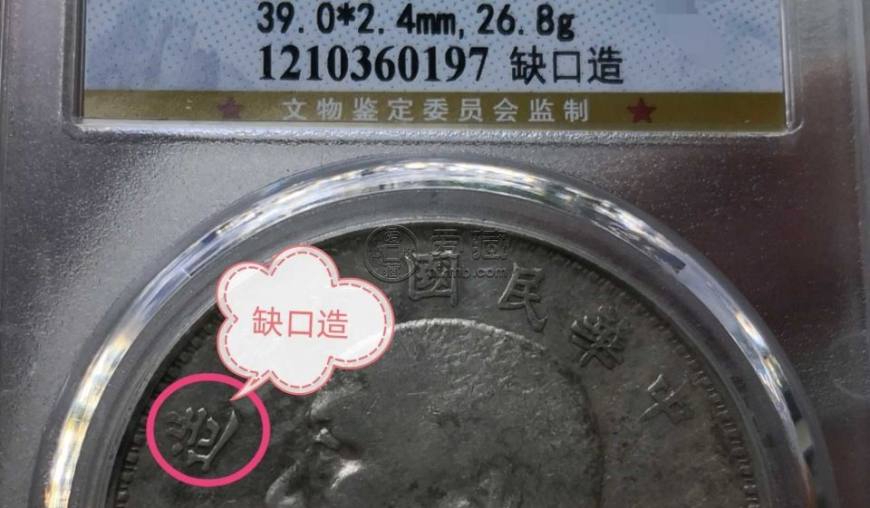 39.0*2.4mm,26.8g
1210360197 缺口造
文物鉴定委员会监制
缺口造
中華民國
造